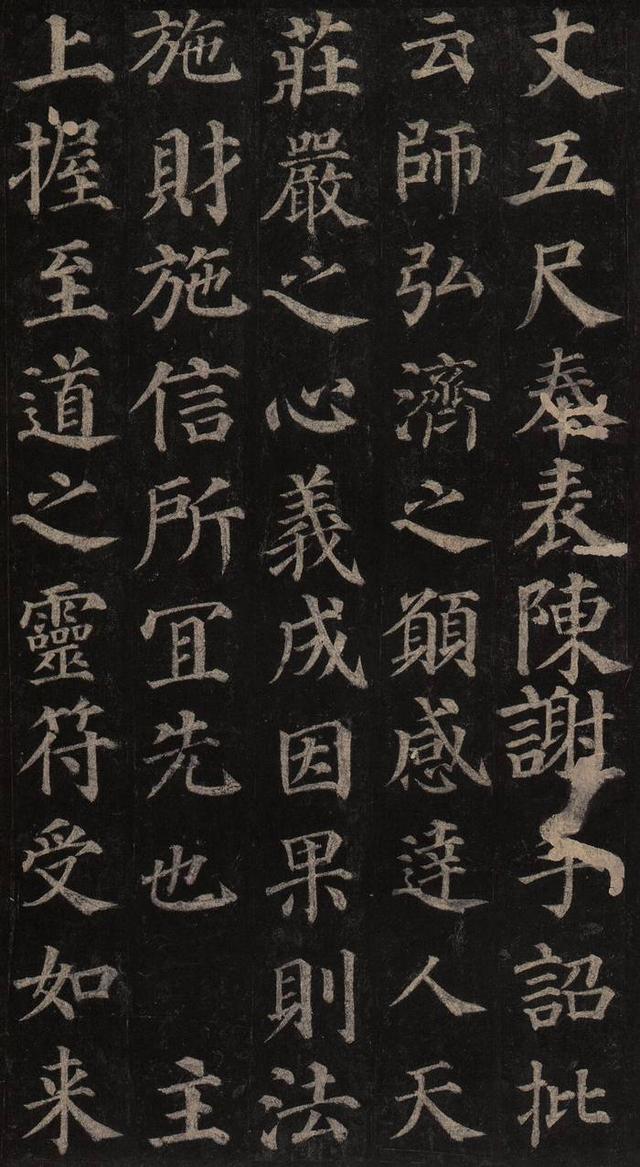 丈五尺奉表陳謝手詔批
云師弘濟之願感逹人天
莊嚴之心義成因果則法
施財施信所宜先也 主
上握至道之靈符受如来